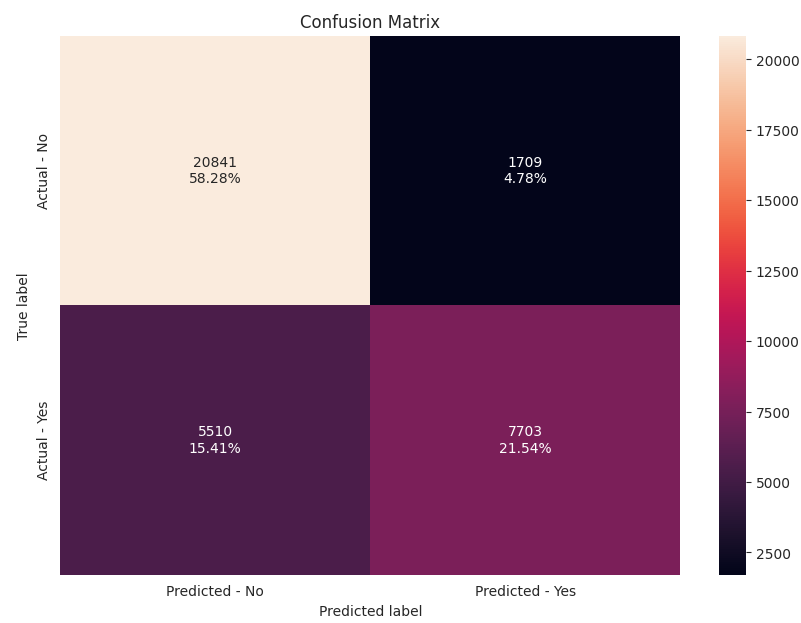 Confusion Matrix
True label
Actual - No
Actual - Yes
20841
58.28%
1709
4.78%
5510
15.41%
7703
21.54%
Predicted - No
Predicted - Yes
Predicted label
20000
17500
15000
12500
10000
7500
5000
2500